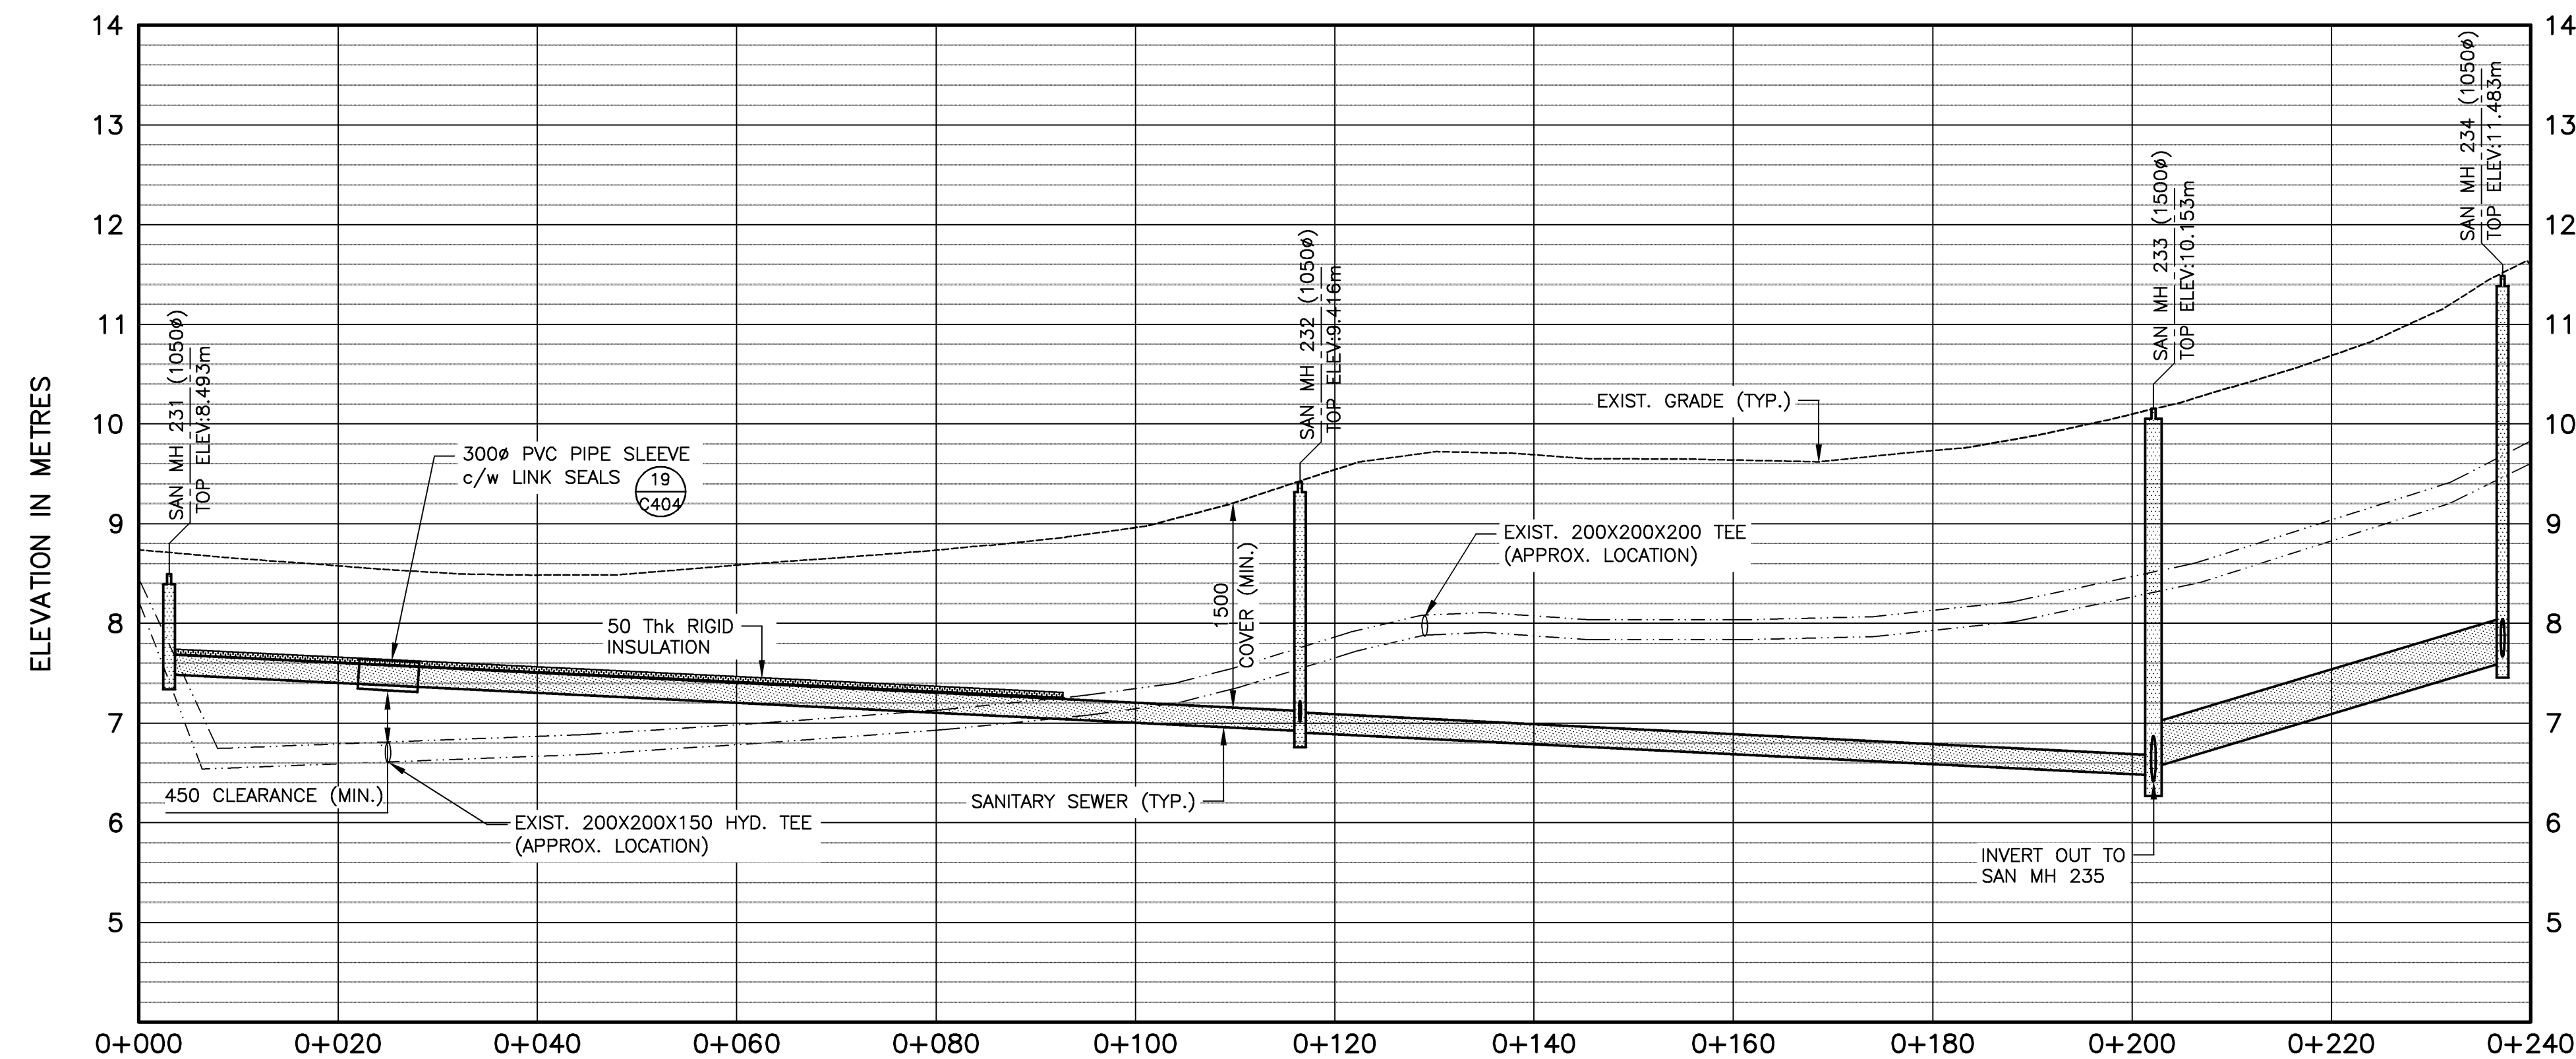 14
14
13
13
12
12
11
11
10
10
9
9
8
8
7
7
6
6
5
5
ELEVATION IN METRES
SAN MH 231 (1050ø)
TOP ELEV:8.493m
300ø PVC PIPE SLEEVE
c/w LINK SEALS
19
C404
50 Thk RIGID
INSULATION
450 CLEARANCE (MIN.)
EXIST. 200X200X150 HYD. TEE
(APPROX. LOCATION)
SANITARY SEWER (TYP.)
1500
COVER (MIN.)
SAN MH 232 (1050ø)
TOP ELEV:9.416m
EXIST. GRADE (TYP.)
EXIST. 200X200X200 TEE
(APPROX. LOCATION)
SAN MH 233 (1500ø)
TOP ELEV:10.153m
INVERT OUT TO
SAN MH 235
SAN MH 234 (1050ø)
TOP ELEV:11.483m
0+000 0+020 0+040 0+060 0+080 0+100 0+120 0+140 0+160 0+180 0+200 0+220 0+240